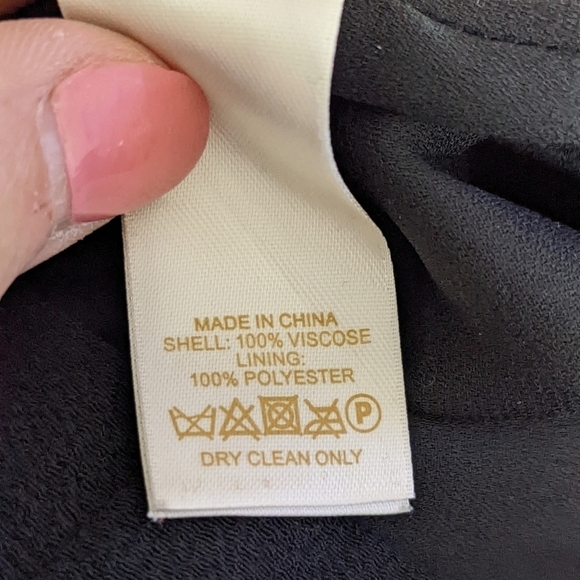 MADE IN CHINA
SHELL: 100% VISCOSE
LINING:
100% POLYESTER
P
DRY CLEAN ONLY